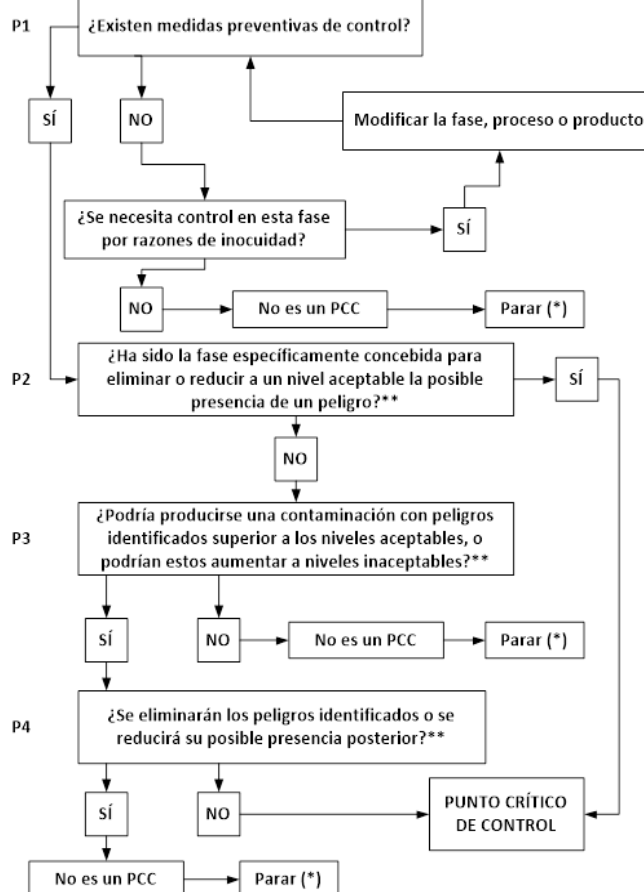 P1
¿Existen medidas preventivas de control?
SÍ
NO
Modificar la fase, proceso o producto
¿Se necesita control en esta fase
por razones de inocuidad?
SÍ
NO
No es un PCC
Parar (*)
P2
¿Ha sido la fase específicamente concebida para
eliminar o reducir a un nivel aceptable la posible
presencia de un peligro?**
SÍ
NO
P3
¿Podría producirse una contaminación con peligros
identificados superior a los niveles aceptables, o
podrían estos aumentar a niveles inaceptables?**
SÍ
NO
No es un PCC
Parar (*)
P4
¿Se eliminarán los peligros identificados o se
reducirá su posible presencia posterior?**
SÍ
NO
PUNTO CRÍTICO
DE CONTROL
No es un PCC
Parar (*)